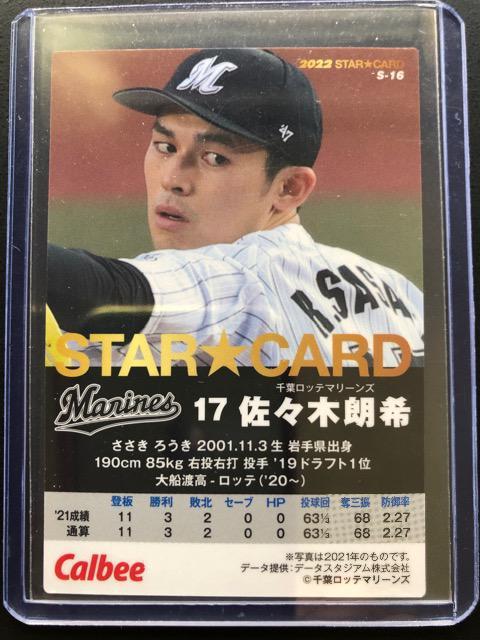 M
'47
2022 STAR★CARD
S-16
R.SASA
STAR★CARD
千葉ロッテマリーンズ
Marines 17 佐々木朗希
ささき ろうき 2001.11.3 生 岩手県出身
190cm 85kg 右投右打 投手 '19ドラフト1位
大船渡高 - ロッテ('20～)
登板 勝利 敗北 セーブ HP 投球回 奪三振 防御率
'21成績 11 3 2 0 0 63⅓ 68 2.27
通算 11 3 2 0 0 63⅓ 68 2.27
Calbee
※写真は2021年のものです。
データ提供：データスタジアム株式会社
©千葉ロッテマリーンズ